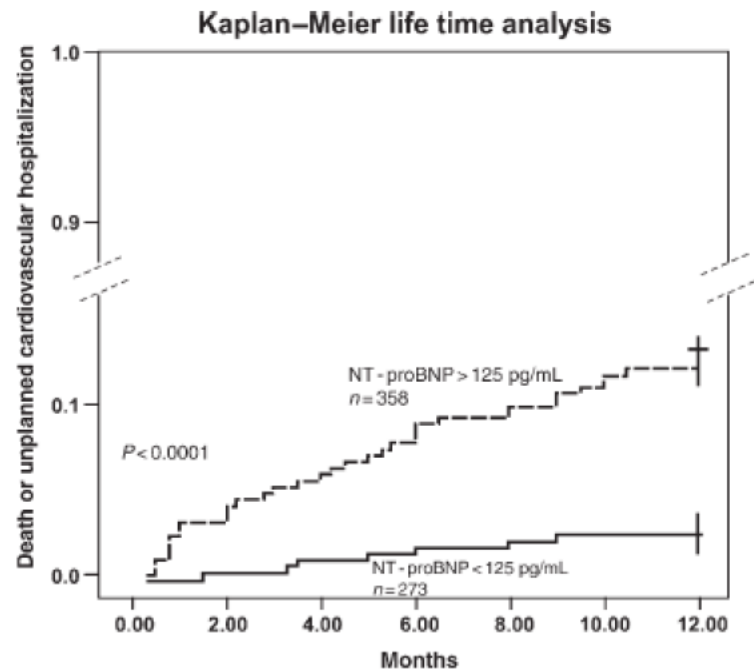 Kaplan–Meier life time analysis
Death or unplanned cardiovascular hospitalization
1.0
0.9
0.1
0.0
NT - proBNP > 125 pg/mL
n = 358
P < 0.0001
NT - proBNP < 125 pg/mL
n = 273
0.00 2.00 4.00 6.00 8.00 10.00 12.00
Months